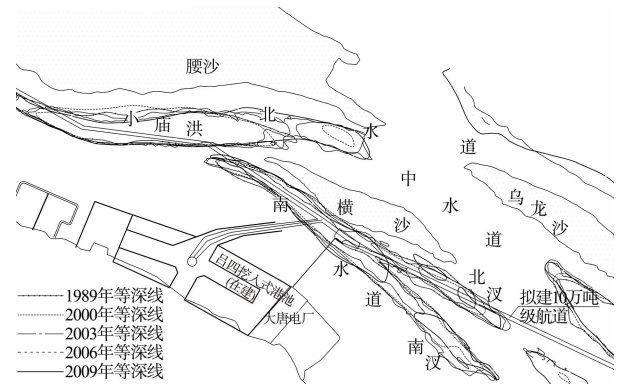 腰沙
小庙洪
北水道
中水道
乌龙沙
横沙
南水道
北汊
南汊
吕四挖入式港池
(在建)
大唐电厂
拟建10万吨
级航道
1989年等深线
2000年等深线
2003年等深线
2006年等深线
2009年等深线